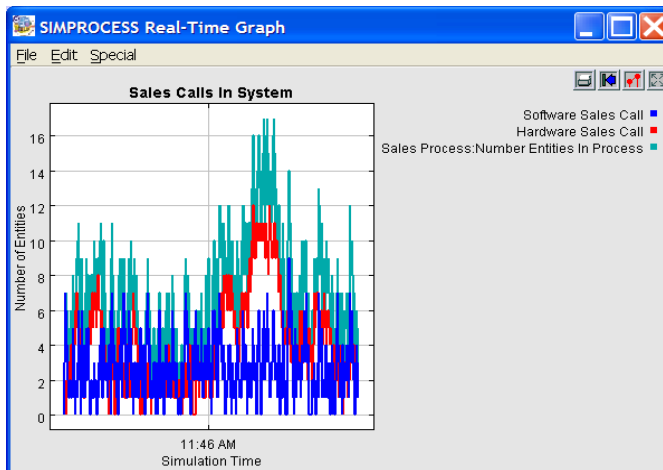 SIMPROCESS Real-Time Graph
File Edit Special
Sales Calls In System
Software Sales Call
Hardware Sales Call
Sales Process:Number Entities In Process
Number of Entities
16
14
12
10
8
6
4
2
0
11:46 AM
Simulation Time